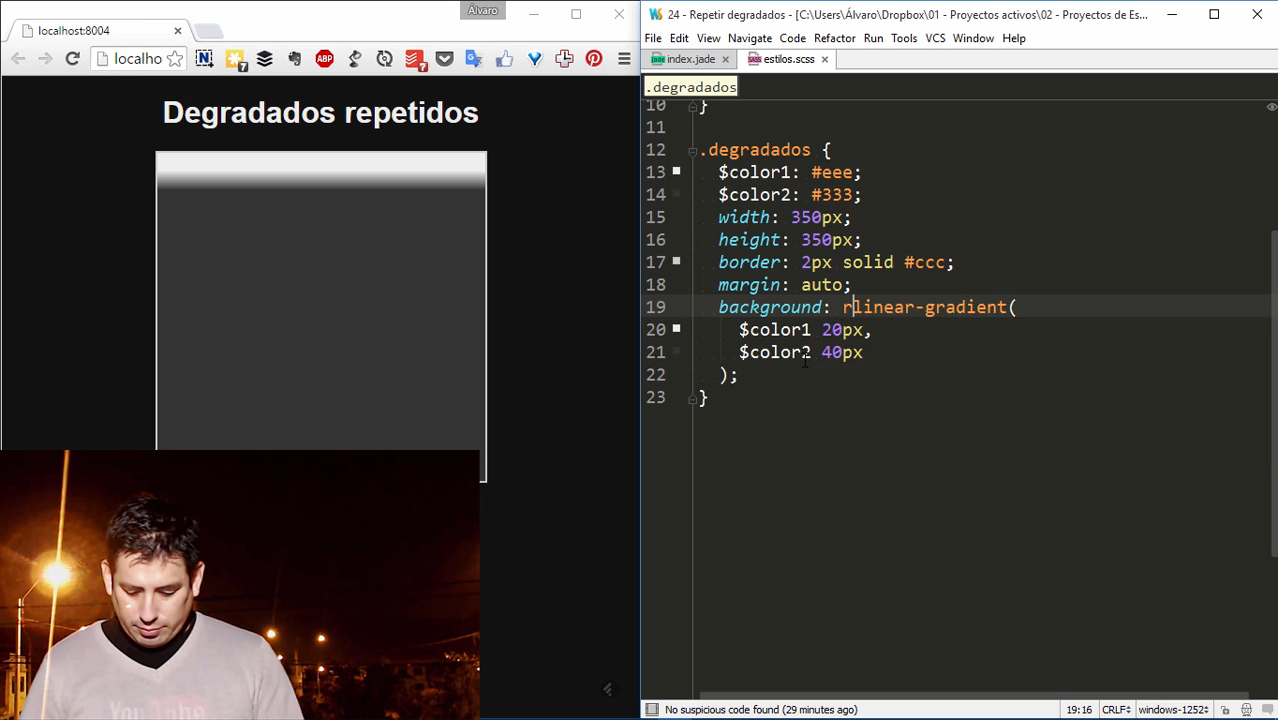 Álvaro
localhost:8004
localho
7
ABP
7
Degradados repetidos
24 - Repetir degradados - [C:\Users\Álvaro\Dropbox\01 - Proyectos activos\02 - Proyectos de Es...
File Edit View Navigate Code Refactor Run Tools VCS Window Help
index.jade
estilos.scss
.degradados
10 }
11
12 .degradados {
13 $color1: #eee;
14 $color2: #333;
15 width: 350px;
16 height: 350px;
17 border: 2px solid #ccc;
18 margin: auto;
19 background: rlinear-gradient(
20 $color1 20px,
21 $color2 40px
22 );
23 }
YouTube
No suspicious code found (29 minutes ago)
19:16 CRLF windows-1252